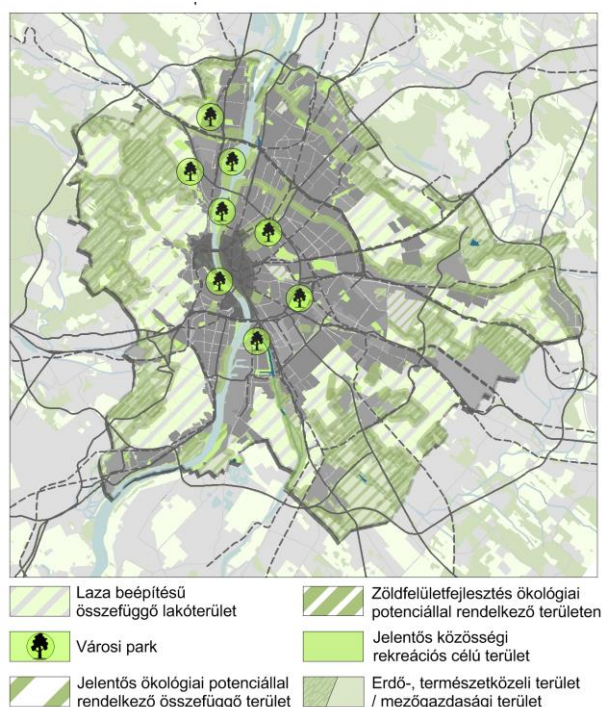 Laza beépítésű
összefüggő lakóterület
Városi park
Jelentős ökológiai potenciállal
rendelkező összefüggő terület
Zöldfelületfejlesztés ökológiai
potenciállal rendelkező területen
Jelentős közösségi
rekreációs célú terület
Erdő-, természetközeli terület
/ mezőgazdasági terület